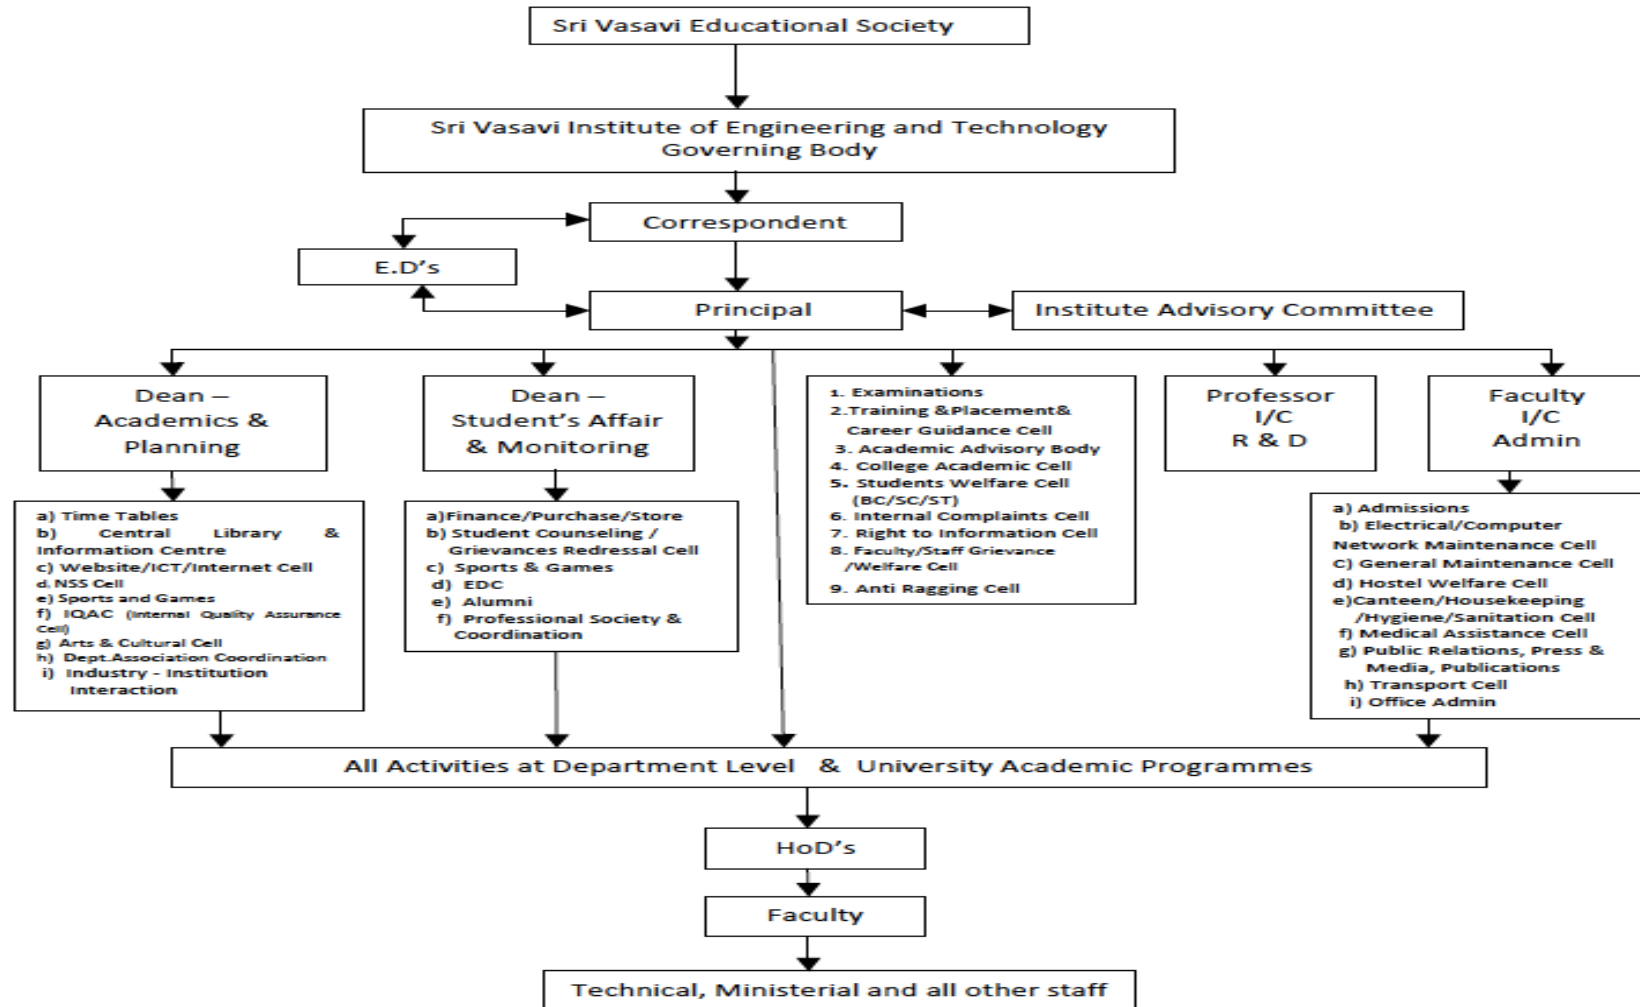 Sri Vasavi Educational Society
Sri Vasavi Institute of Engineering and Technology
Governing Body
Correspondent
E.D's
Principal
Institute Advisory Committee
Dean –
Academics &
Planning
Dean –
Student's Affair
& Monitoring
1. Examinations
2.Training &Placement&
Career Guidance Cell
3. Academic Advisory Body
4. College Academic Cell
5. Students Welfare Cell
(BC/SC/ST)
6. Internal Complaints Cell
7. Right to Information Cell
8. Faculty/Staff Grievance
/Welfare Cell
9. Anti Ragging Cell
Professor
I/C
R & D
Faculty
I/C
Admin
a) Time Tables
b) Central Library &
Information Centre
c) Website/ICT/Internet Cell
d. NSS Cell
e) Sports and Games
f) IQAC (Internal Quality Assurance
Cell)
g) Arts & Cultural Cell
h) Dept.Association Coordination
i) Industry - Institution
Interaction
a)Finance/Purchase/Store
b) Student Counseling /
Grievances Redressal Cell
c) Sports & Games
d) EDC
e) Alumni
f) Professional Society &
Coordination
a) Admissions
b) Electrical/Computer
Network Maintenance Cell
C) General Maintenance Cell
d) Hostel Welfare Cell
e)Canteen/Housekeeping
/Hygiene/Sanitation Cell
f) Medical Assistance Cell
g) Public Relations, Press &
Media, Publications
h) Transport Cell
i) Office Admin
All Activities at Department Level & University Academic Programmes
HoD's
Faculty
Technical, Ministerial and all other staff